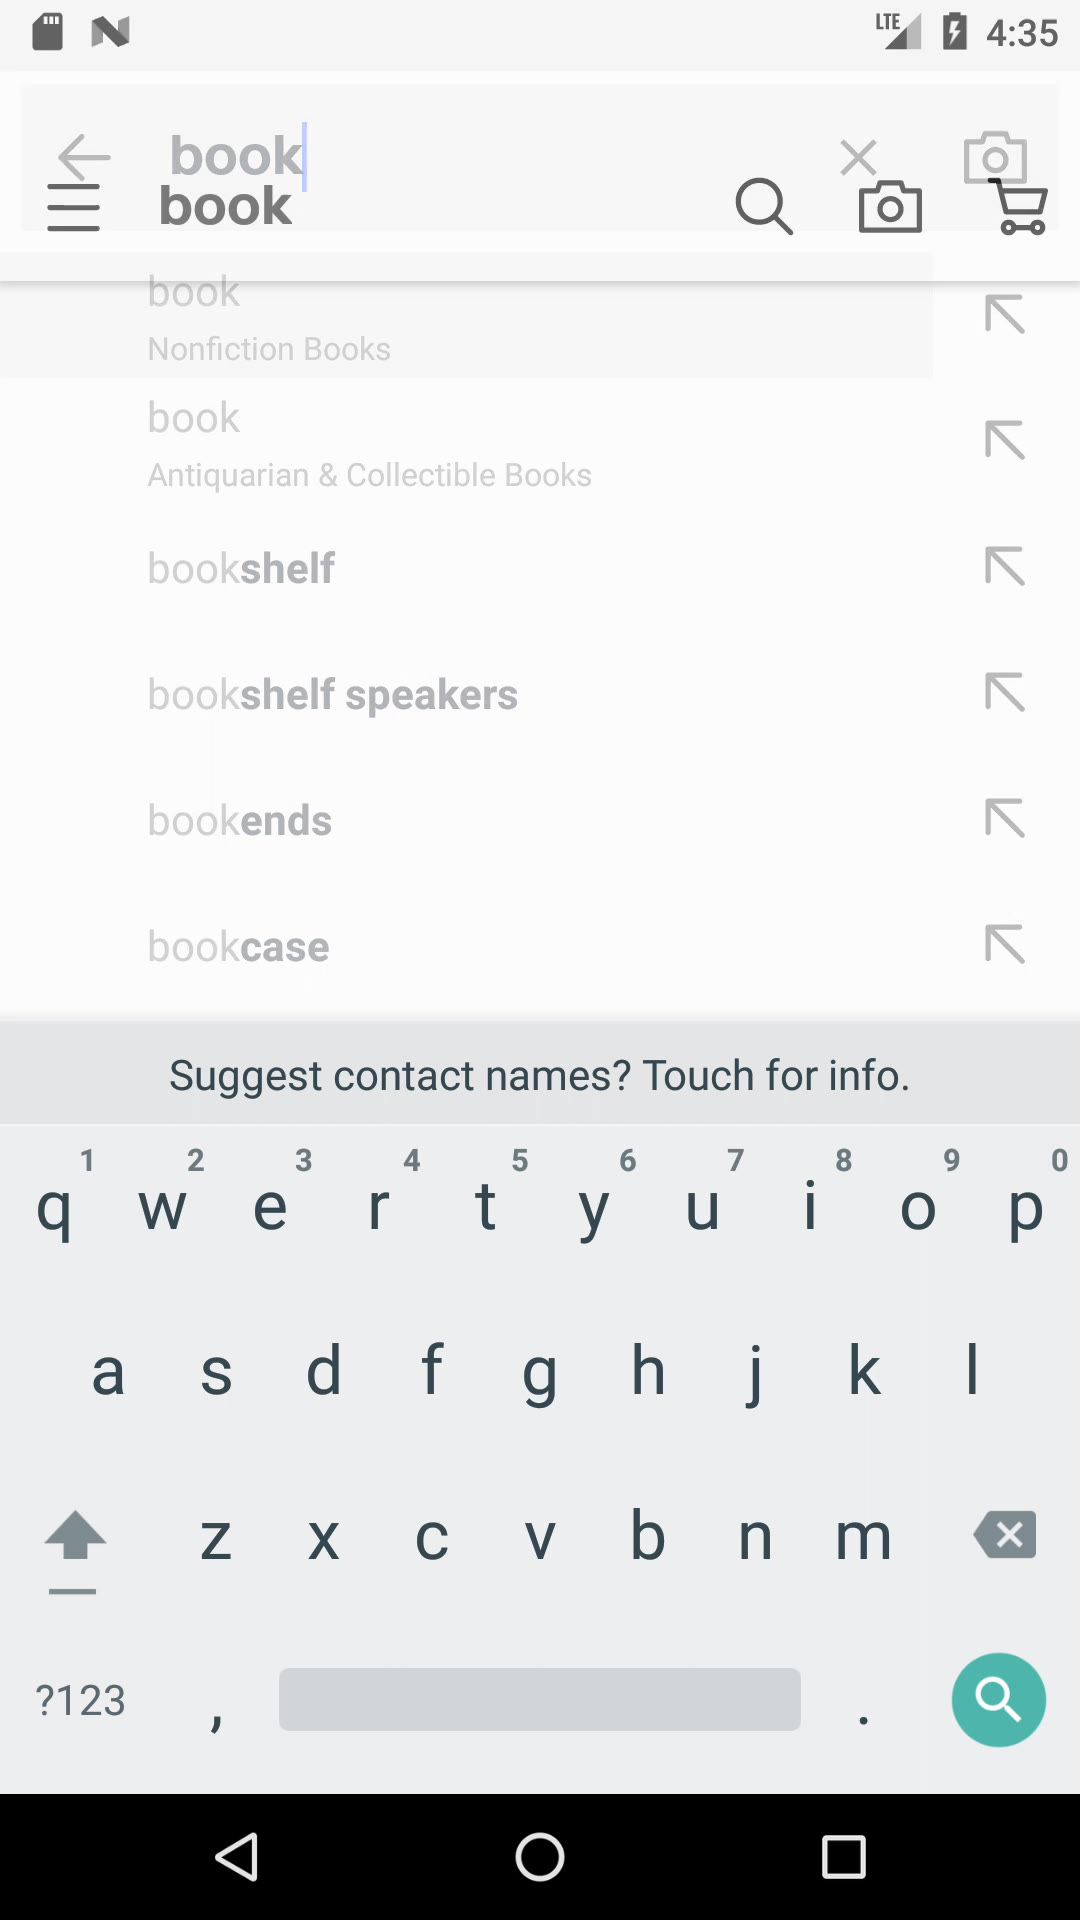 LTE 4:35
book
book
book
Nonfiction Books
book
Antiquarian & Collectible Books
bookshelf
bookshelf speakers
bookends
bookcase
Suggest contact names? Touch for info.
1 2 3 4 5 6 7 8 9 0
q w e r t y u i o p
a s d f g h j k l
z x c v b n m
?123 , .